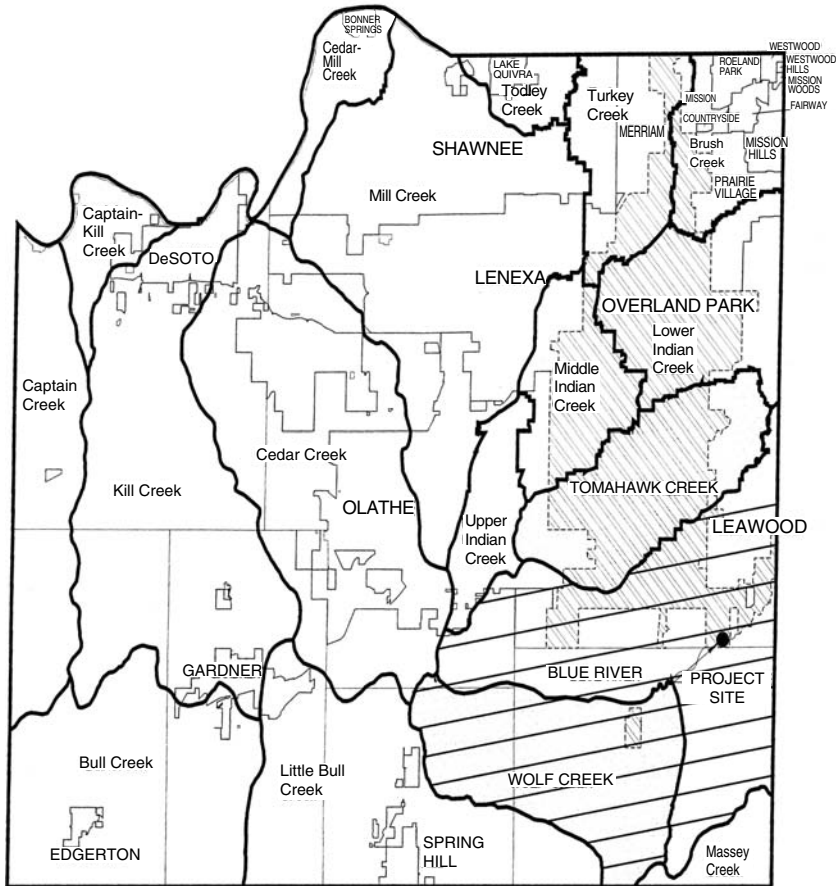 BONNER
SPRINGS
Cedar-
Mill
Creek
WESTWOOD
LAKE
QUIVRA
Todley
Creek
Turkey
Creek
ROELAND
PARK
WESTWOOD
HILLS
MISSION
WOODS
MISSION
FAIRWAY
COUNTRYSIDE
MERRIAM
Brush
Creek
MISSION
HILLS
SHAWNEE
PRAIRIE
VILLAGE
Mill Creek
Captain-
Kill
Creek
DeSOTO
LENEXA
OVERLAND PARK
Lower
Indian
Creek
Middle
Indian
Creek
Captain
Creek
Cedar Creek
Kill Creek
TOMAHAWK CREEK
OLATHE
Upper
Indian
Creek
LEAWOOD
GARDNER
BLUE RIVER
PROJECT
SITE
Bull Creek
Little Bull
Creek
WOLF CREEK
EDGERTON
SPRING
HILL
Massey
Creek